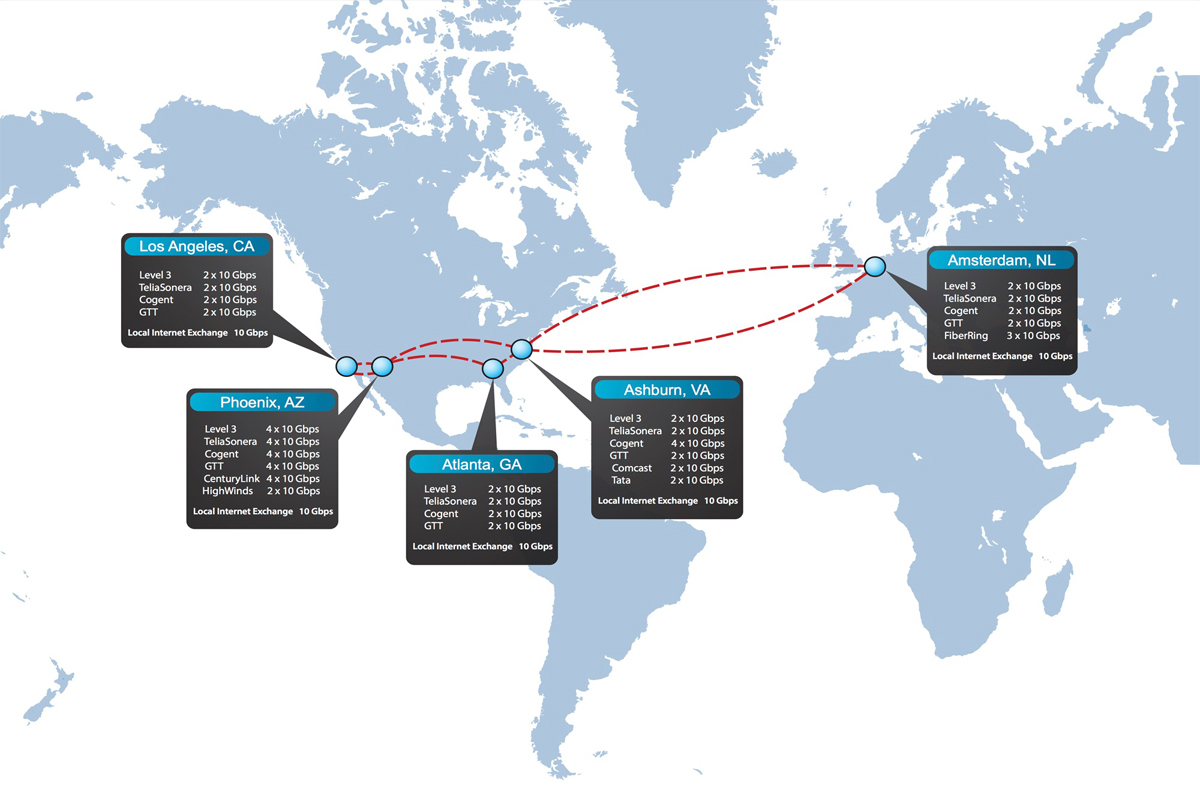 Los Angeles, CA
Level 3 2 x 10 Gbps
TeliaSonera 2 x 10 Gbps
Cogent 2 x 10 Gbps
GTT 2 x 10 Gbps
Local Internet Exchange 10 Gbps
Phoenix, AZ
Level 3 4 x 10 Gbps
TeliaSonera 4 x 10 Gbps
Cogent 4 x 10 Gbps
GTT 4 x 10 Gbps
CenturyLink 4 x 10 Gbps
HighWinds 2 x 10 Gbps
Local Internet Exchange 10 Gbps
Atlanta, GA
Level 3 2 x 10 Gbps
TeliaSonera 2 x 10 Gbps
Cogent 2 x 10 Gbps
GTT 2 x 10 Gbps
Local Internet Exchange 10 Gbps
Ashburn, VA
Level 3 2 x 10 Gbps
TeliaSonera 2 x 10 Gbps
Cogent 4 x 10 Gbps
GTT 2 x 10 Gbps
Comcast 2 x 10 Gbps
Tata 2 x 10 Gbps
Local Internet Exchange 10 Gbps
Amsterdam, NL
Level 3 2 x 10 Gbps
TeliaSonera 2 x 10 Gbps
Cogent 2 x 10 Gbps
GTT 2 x 10 Gbps
FiberRing 3 x 10 Gbps
Local Internet Exchange 10 Gbps